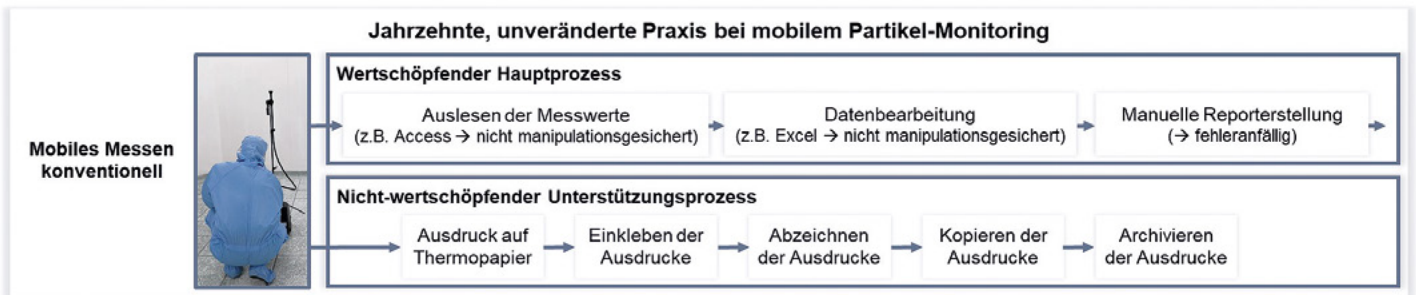 Jahrzehnte, unveränderte Praxis bei mobilem Partikel-Monitoring
Mobiles Messen
konventionell
Wertschöpfender Hauptprozess
Auslesen der Messwerte
(z.B. Access → nicht manipulationsgesichert)
Datenbearbeitung
(z.B. Excel → nicht manipulationsgesichert)
Manuelle Reporterstellung
(→ fehleranfällig)
Nicht-wertschöpfender Unterstützungsprozess
Ausdruck auf
Thermopapier
Einkleben der
Ausdrucke
Abzeichnen
der Ausdrucke
Kopieren der
Ausdrucke
Archivieren
der Ausdrucke